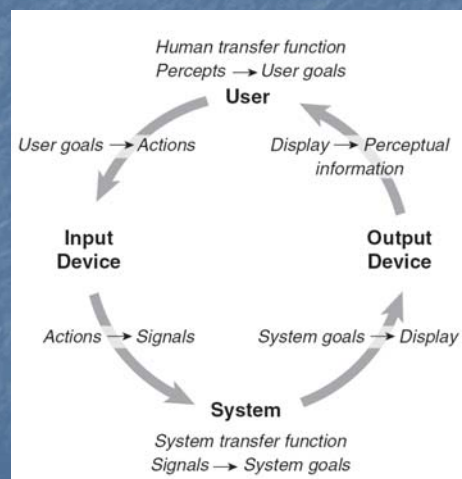 Human transfer function
Percepts → User goals
User
User goals → Actions
Display → Perceptual
information
Input
Device
Output
Device
Actions → Signals
System goals → Display
System
System transfer function
Signals → System goals